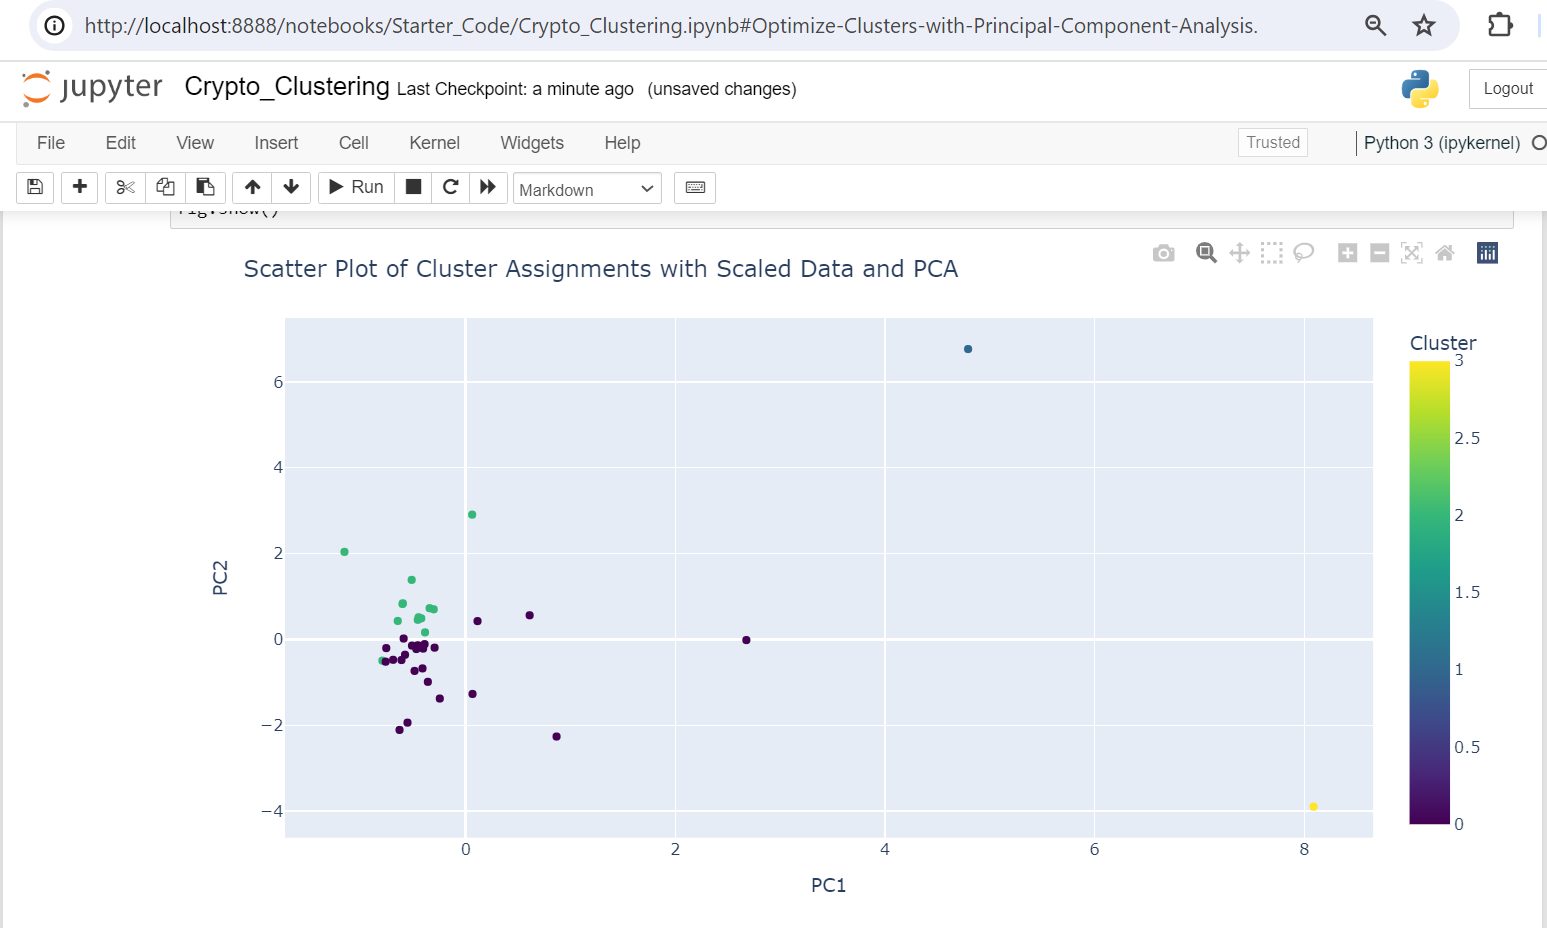 http://localhost:8888/notebooks/Starter_Code/Crypto_Clustering.ipynb#Optimize-Clusters-with-Principal-Component-Analysis.
jupyter Crypto_Clustering Last Checkpoint: a minute ago (unsaved changes)
Logout
File Edit View Insert Cell Kernel Widgets Help
Trusted
Python 3 (ipykernel)
Run
Markdown
fig.show()
Scatter Plot of Cluster Assignments with Scaled Data and PCA
Cluster
3
2.5
2
1.5
1
0.5
0
PC2
6
4
2
0
−2
−4
0 2 4 6 8
PC1